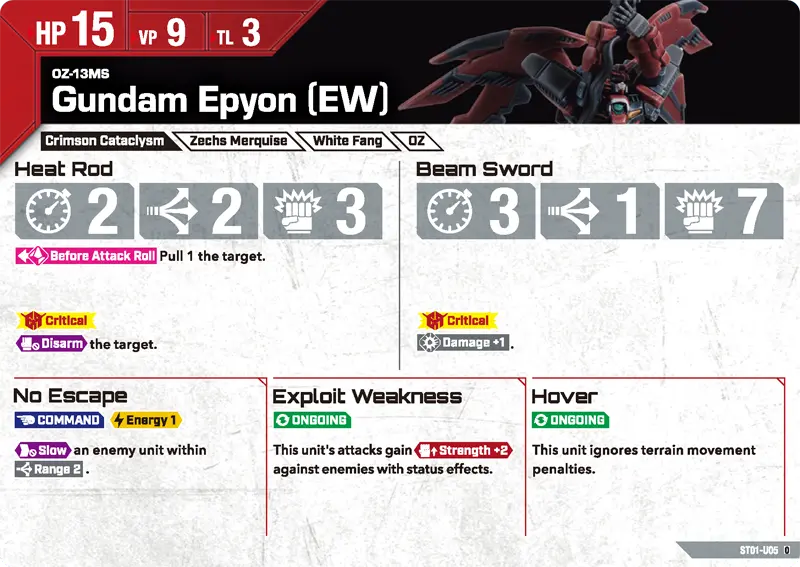 HP 15 VP 9 TL 3
OZ-13MS
Gundam Epyon (EW)
Crimson Cataclysm Zechs Merquise White Fang OZ
Heat Rod
2 2 3
Before Attack Roll Pull 1 the target.
Critical
Disarm the target.
Beam Sword
3 1 7
Critical
Damage +1 .
No Escape
COMMAND Energy 1
Slow an enemy unit within
Range 2 .
Exploit Weakness
ONGOING
This unit's attacks gain Strength +2
against enemies with status effects.
Hover
ONGOING
This unit ignores terrain movement
penalties.
ST01-U05 0